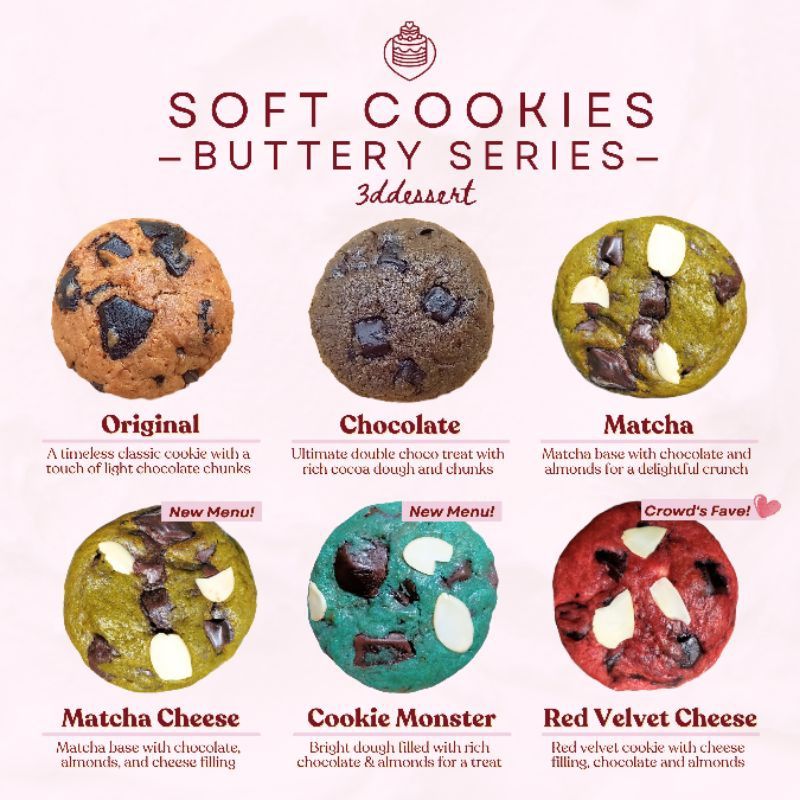 SOFT COOKIES
–BUTTERY SERIES–
3ddessert
Original
A timeless classic cookie with a
touch of light chocolate chunks
Chocolate
Ultimate double choco treat with
rich cocoa dough and chunks
Matcha
Matcha base with chocolate and
almonds for a delightful crunch
New Menu!
Matcha Cheese
Matcha base with chocolate,
almonds, and cheese filling
New Menu!
Cookie Monster
Bright dough filled with rich
chocolate & almonds for a treat
Crowd's Fave!
Red Velvet Cheese
Red velvet cookie with cheese
filling, chocolate and almonds